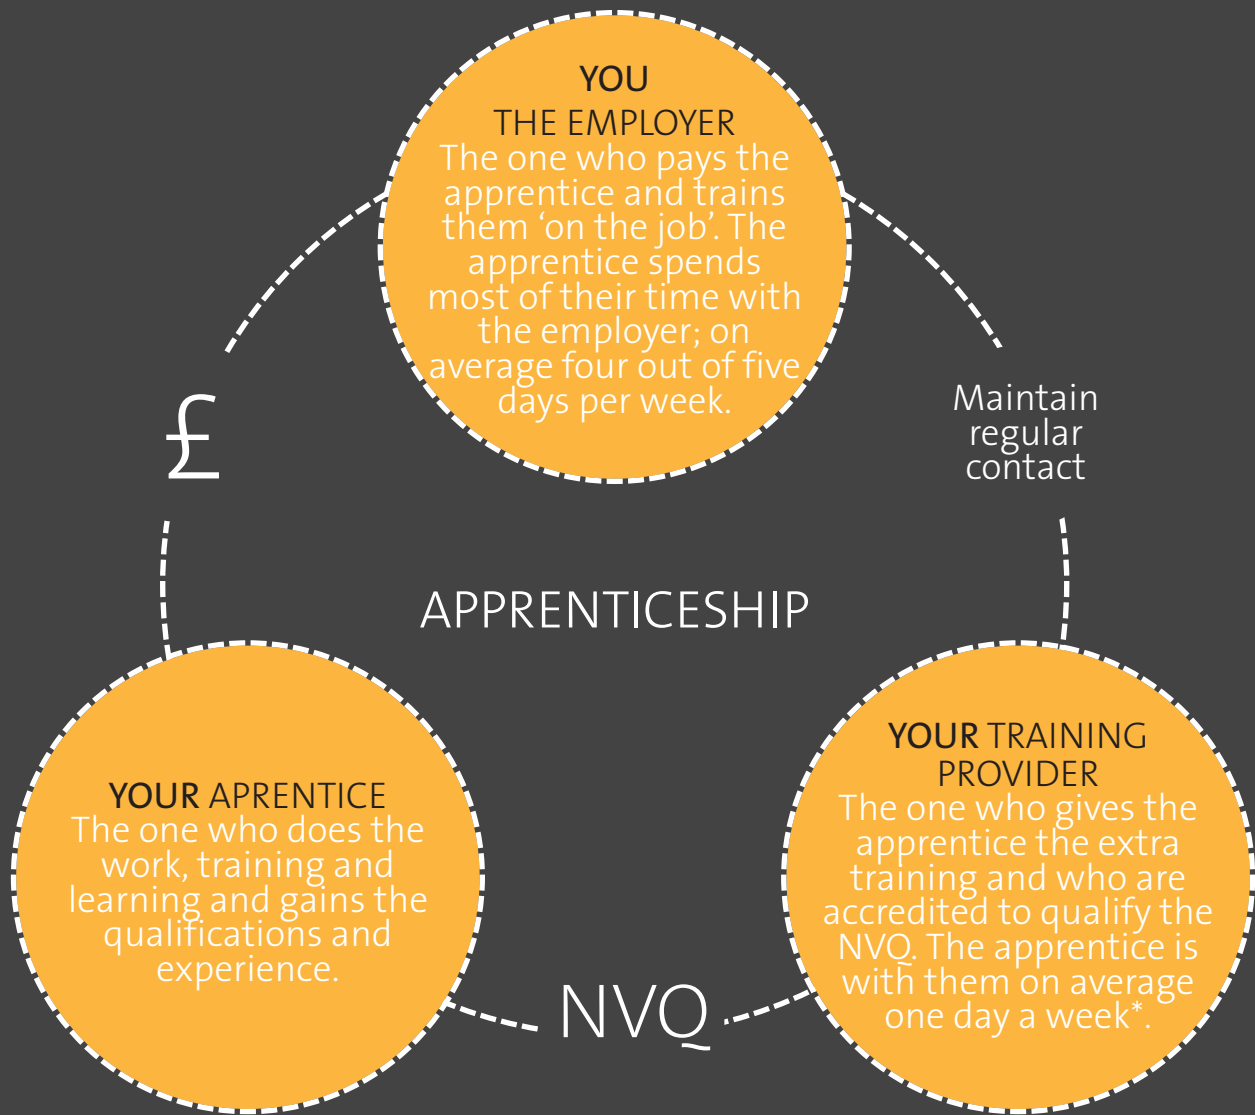 YOU
THE EMPLOYER
The one who pays the
apprentice and trains
them ‘on the job’. The
apprentice spends
most of their time with
the employer; on
average four out of five
days per week.
£
Maintain
regular
contact
APPRENTICESHIP
YOUR APRENTICE
The one who does the
work, training and
learning and gains the
qualifications and
experience.
YOUR TRAINING
PROVIDER
The one who gives the
apprentice the extra
training and who are
accredited to qualify the
NVQ. The apprentice is
with them on average
one day a week*.
NVQ